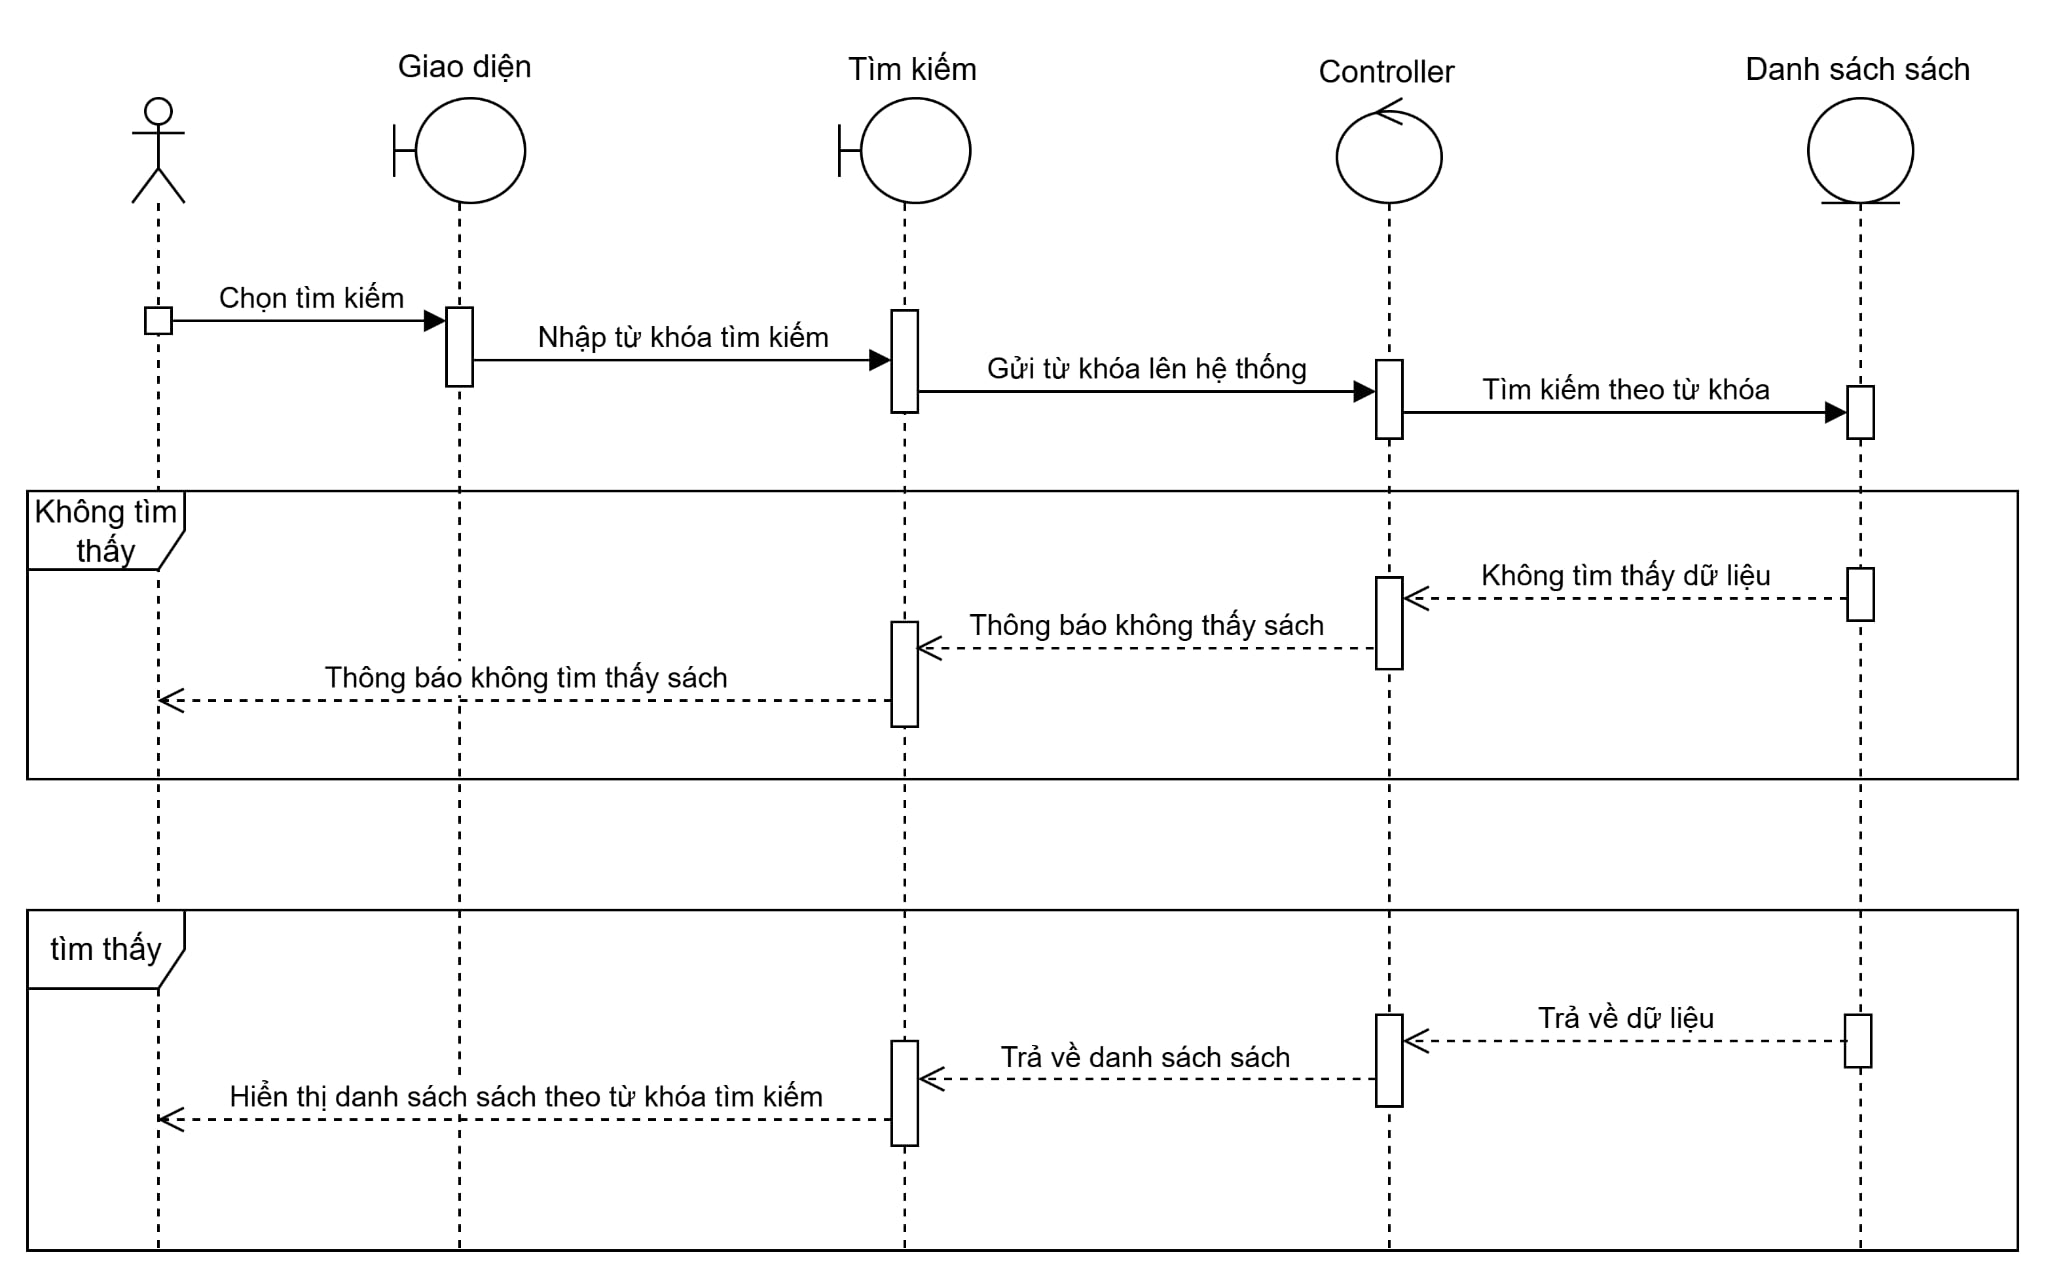 Giao diện
Tìm kiếm
Controller
Danh sách sách
Chọn tìm kiếm
Nhập từ khóa tìm kiếm
Gửi từ khóa lên hệ thống
Tìm kiếm theo từ khóa
Không tìm
thấy
Không tìm thấy dữ liệu
Thông báo không thấy sách
Thông báo không tìm thấy sách
tìm thấy
Trả về dữ liệu
Trả về danh sách sách
Hiển thị danh sách sách theo từ khóa tìm kiếm